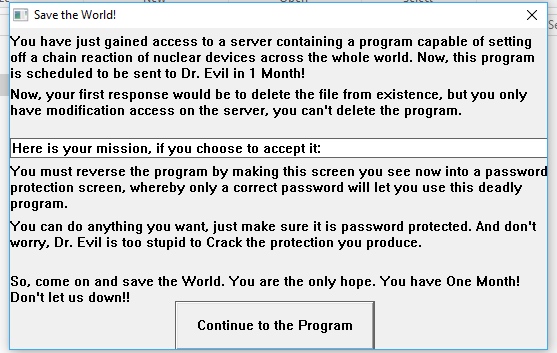 Save the World!
You have just gained access to a server containing a program capable of setting
off a chain reaction of nuclear devices across the whole world. Now, this program
is scheduled to be sent to Dr. Evil in 1 Month!
Now, your first response would be to delete the file from existence, but you only
have modification access on the server, you can't delete the program.
Here is your mission, if you choose to accept it:
You must reverse the program by making this screen you see now into a password
protection screen, whereby only a correct password will let you use this deadly
program.
You can do anything you want, just make sure it is password protected. And don't
worry, Dr. Evil is too stupid to Crack the protection you produce.
So, come on and save the World. You are the only hope. You have One Month!
Don't let us down!!
Continue to the Program